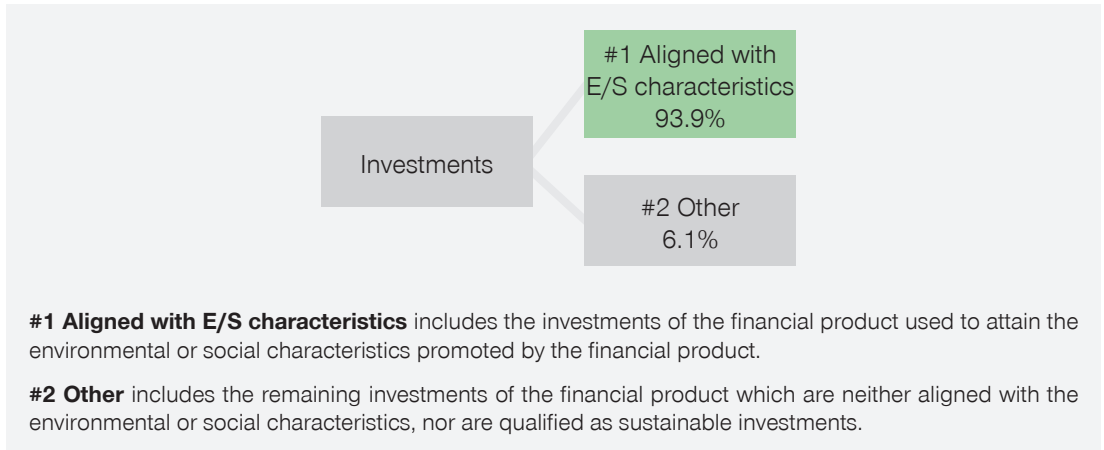 #1 Aligned with
E/S characteristics
93.9%
Investments
#2 Other
6.1%
#1 Aligned with E/S characteristics includes the investments of the financial product used to attain the
environmental or social characteristics promoted by the financial product.
#2 Other includes the remaining investments of the financial product which are neither aligned with the
environmental or social characteristics, nor are qualified as sustainable investments.